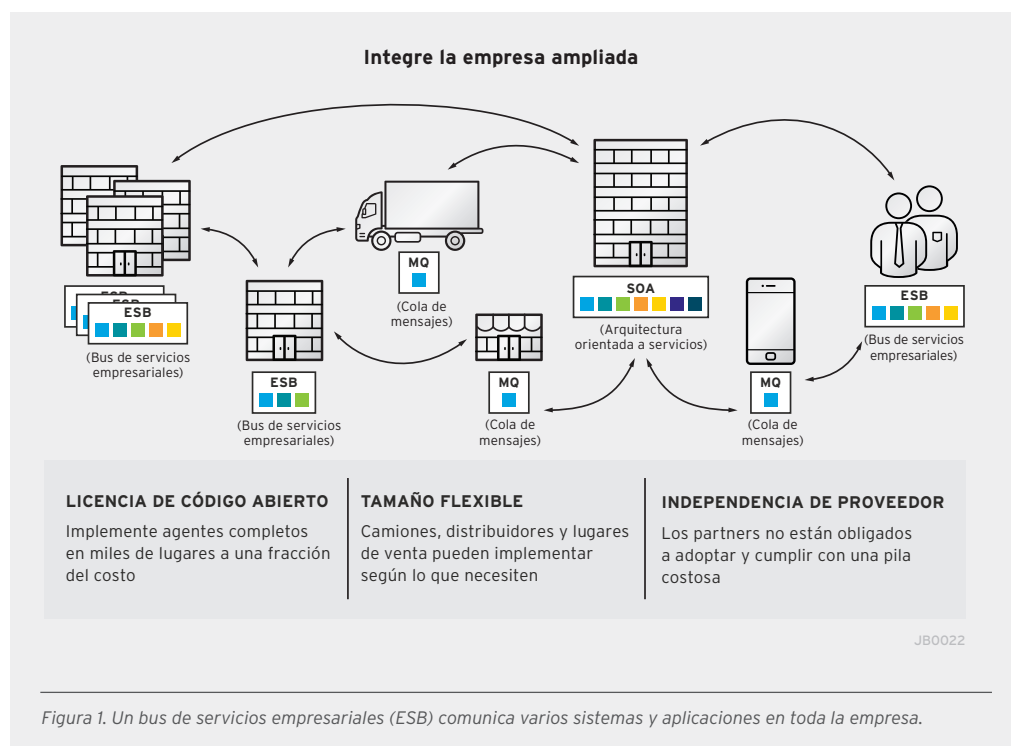 Integre la empresa ampliada
MQ
(Cola de
mensajes)
SOA
(Arquitectura
orientada a servicios)
ESB
ESB
ESB
(Bus de servicios
empresariales)
ESB
(Bus de servicios
empresariales)
ESB
(Bus de servicios
empresariales)
MQ
(Cola de
mensajes)
MQ
(Cola de
mensajes)
LICENCIA DE CÓDIGO ABIERTO
Implemente agentes completos
en miles de lugares a una fracción
del costo
TAMAÑO FLEXIBLE
Camiones, distribuidores y lugares
de venta pueden implementar
según lo que necesiten
INDEPENDENCIA DE PROVEEDOR
Los partners no están obligados
a adoptar y cumplir con una pila
costosa
JB0022
Figura 1. Un bus de servicios empresariales (ESB) comunica varios sistemas y aplicaciones en toda la empresa.